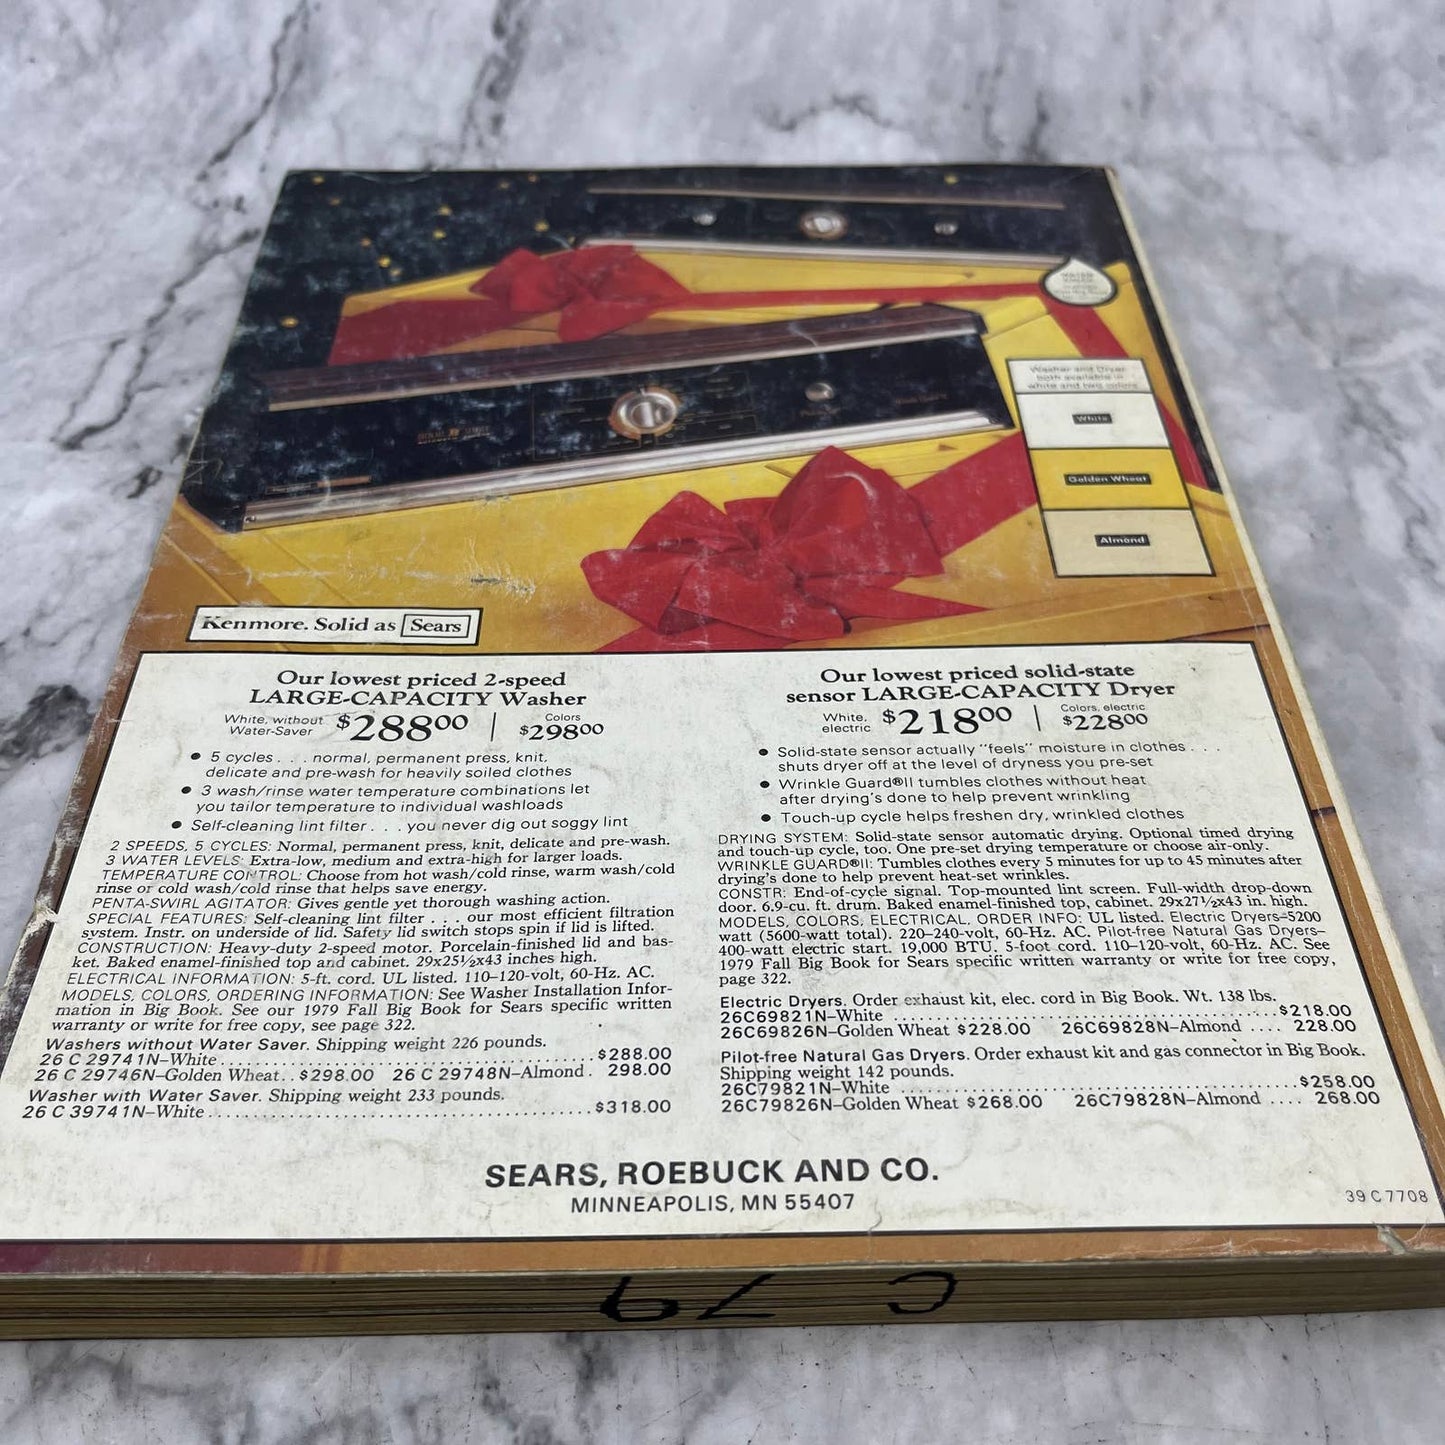 Washer and Dryer
both available in
white and two colors
White
Golden Wheat
Almond
Kenmore. Solid as Sears
Our lowest priced 2-speed
LARGE-CAPACITY Washer
White, without
Water-Saver $288⁰⁰ | Colors $298⁰⁰
● 5 cycles . . . normal, permanent press, knit,
delicate and pre-wash for heavily soiled clothes
● 3 wash/rinse water temperature combinations let
you tailor temperature to individual washloads
● Self-cleaning lint filter . . . you never dig out soggy lint
2 SPEEDS, 5 CYCLES: Normal, permanent press, knit, delicate and pre-wash.
3 WATER LEVELS: Extra-low, medium and extra-high for larger loads.
TEMPERATURE CONTROL: Choose from hot wash/cold rinse, warm wash/cold
rinse or cold wash/cold rinse that helps save energy.
PENTA-SWIRL AGITATOR: Gives gentle yet thorough washing action.
SPECIAL FEATURES: Self-cleaning lint filter . . . our most efficient filtration
system. Instr. on underside of lid. Safety lid switch stops spin if lid is lifted.
CONSTRUCTION: Heavy-duty 2-speed motor. Porcelain-finished lid and bas-
ket. Baked enamel-finished top and cabinet. 29x25½x43 inches high.
ELECTRICAL INFORMATION: 5-ft. cord. UL listed. 110-120-volt, 60-Hz. AC.
MODELS, COLORS, ORDERING INFORMATION: See Washer Installation Infor-
mation in Big Book. See our 1979 Fall Big Book for Sears specific written
warranty or write for free copy, see page 322.
Washers without Water Saver. Shipping weight 226 pounds.
26 C 29741N–White . . . . . . . . . . . . . . . . . . . . . . . . . . . . . . . . . . . . . $288.00
26 C 29746N–Golden Wheat. . $298.00 26 C 29748N–Almond . 298.00
Washer with Water Saver. Shipping weight 233 pounds.
26 C 39741N–White . . . . . . . . . . . . . . . . . . . . . . . . . . . . . . . . . . . . . $318.00
Our lowest priced solid-state
sensor LARGE-CAPACITY Dryer
White,
electric $218⁰⁰ | Colors, electric $228⁰⁰
● Solid-state sensor actually "feels" moisture in clothes . . .
shuts dryer off at the level of dryness you pre-set
● Wrinkle Guard®II tumbles clothes without heat
after drying's done to help prevent wrinkling
● Touch-up cycle helps freshen dry, wrinkled clothes
DRYING SYSTEM: Solid-state sensor automatic drying. Optional timed drying
and touch-up cycle, too. One pre-set drying temperature or choose air-only.
WRINKLE GUARD®II: Tumbles clothes every 5 minutes for up to 45 minutes after
drying's done to help prevent heat-set wrinkles.
CONSTR: End-of-cycle signal. Top-mounted lint screen. Full-width drop-down
door. 6.9-cu. ft. drum. Baked enamel-finished top, cabinet. 29x27½x43 in. high.
MODELS, COLORS, ELECTRICAL, ORDER INFO: UL listed. Electric Dryers–5200
watt (5600-watt total). 220-240-volt, 60-Hz. AC. Pilot-free Natural Gas Dryers–
400-watt electric start. 19,000 BTU. 5-foot cord. 110-120-volt, 60-Hz. AC. See
1979 Fall Big Book for Sears specific written warranty or write for free copy,
page 322.
Electric Dryers. Order exhaust kit, elec. cord in Big Book. Wt. 138 lbs.
26C69821N–White . . . . . . . . . . . . . . . . . . . . . . . . . . . . . . . . . . . . . $218.00
26C69826N–Golden Wheat $228.00 26C69828N–Almond . . . . 228.00
Pilot-free Natural Gas Dryers. Order exhaust kit and gas connector in Big Book.
Shipping weight 142 pounds.
26C79821N–White . . . . . . . . . . . . . . . . . . . . . . . . . . . . . . . . . . . . . $258.00
26C79826N–Golden Wheat $268.00 26C79828N–Almond . . . . 268.00
SEARS, ROEBUCK AND CO.
MINNEAPOLIS, MN 55407
39 C 7708
C 79